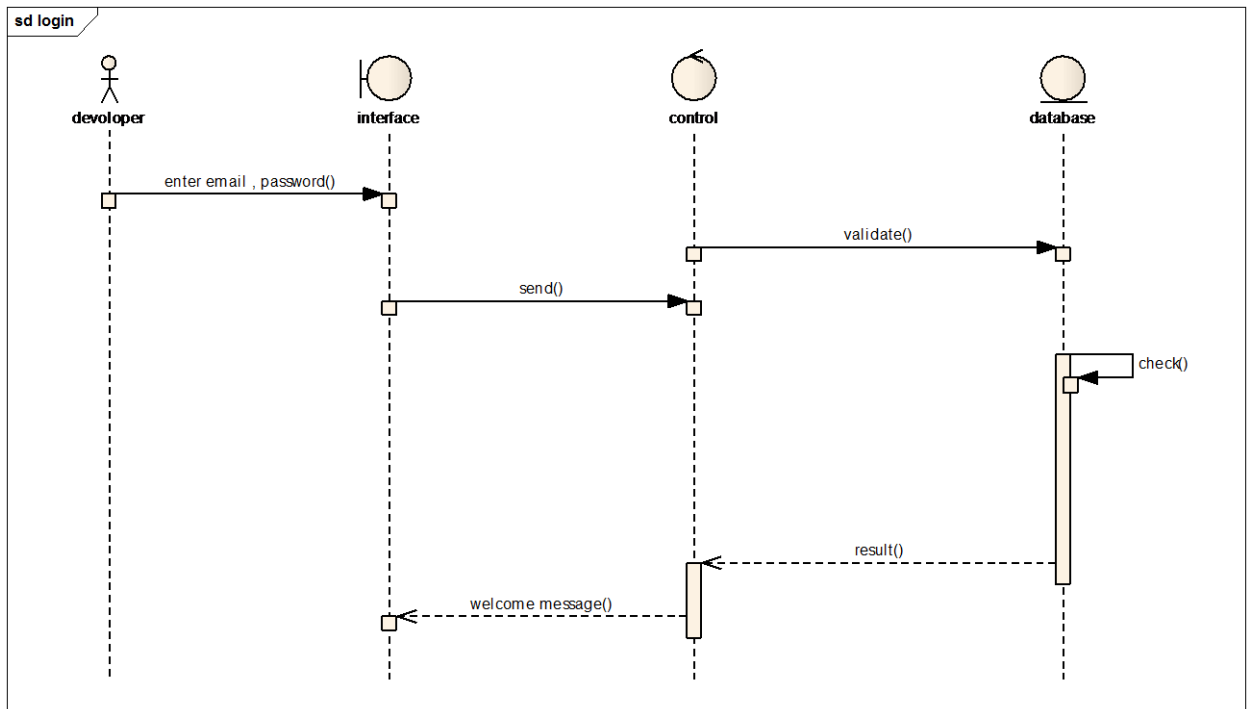 sd login
devoloper
interface
control
database
enter email , password()
validate()
send()
check()
result()
welcome message()